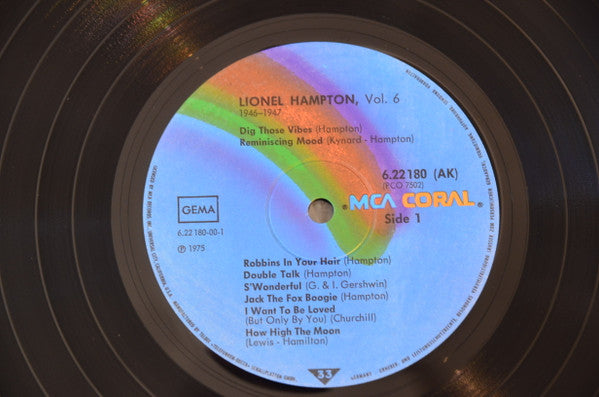 LIONEL HAMPTON, Vol. 6
1946–1947
Dig Those Vibes (Hampton)
Reminiscing Mood (Kynard - Hampton)
6.22180 (AK)
(PCO 7502)
MCA CORAL
Side 1
GEMA
6.22 180-00-1
℗ 1975
Robbins In Your Hair (Hampton)
Double Talk (Hampton)
S'Wonderful (G. & I. Gershwin)
Jack The Fox Boogie (Hampton)
I Want To Be Loved
(But Only By You) (Churchill)
How High The Moon
(Lewis - Hamilton)
33